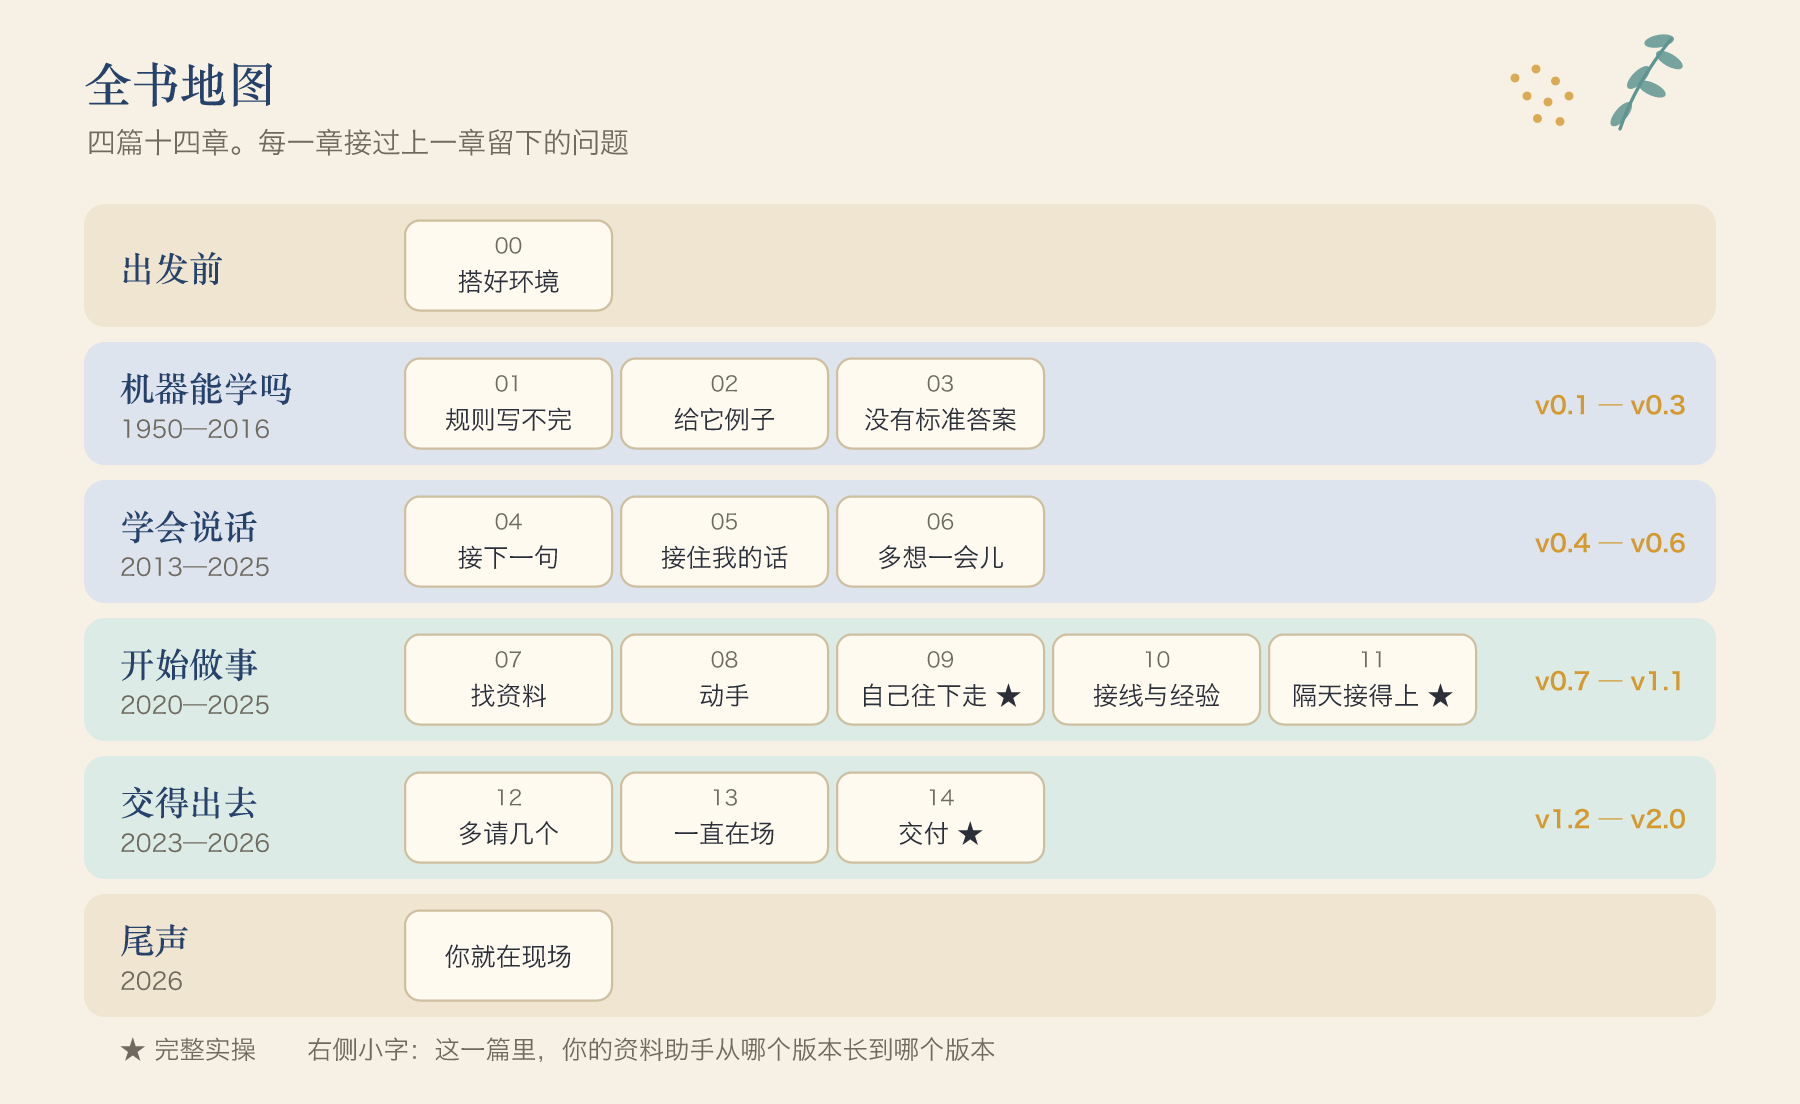 全书地图
四篇十四章。每一章接过上一章留下的问题
出发前
00
搭好环境
机器能学吗
1950—2016
01
规则写不完
02
给它例子
03
没有标准答案
v0.1 — v0.3
学会说话
2013—2025
04
接下一句
05
接住我的话
06
多想一会儿
v0.4 — v0.6
开始做事
2020—2025
07
找资料
08
动手
09
自己往下走 ★
10
接线与经验
11
隔天接得上 ★
v0.7 — v1.1
交得出去
2023—2026
12
多请几个
13
一直在场
14
交付 ★
v1.2 — v2.0
尾声
2026
你就在现场
★ 完整实操 右侧小字：这一篇里，你的资料助手从哪个版本长到哪个版本